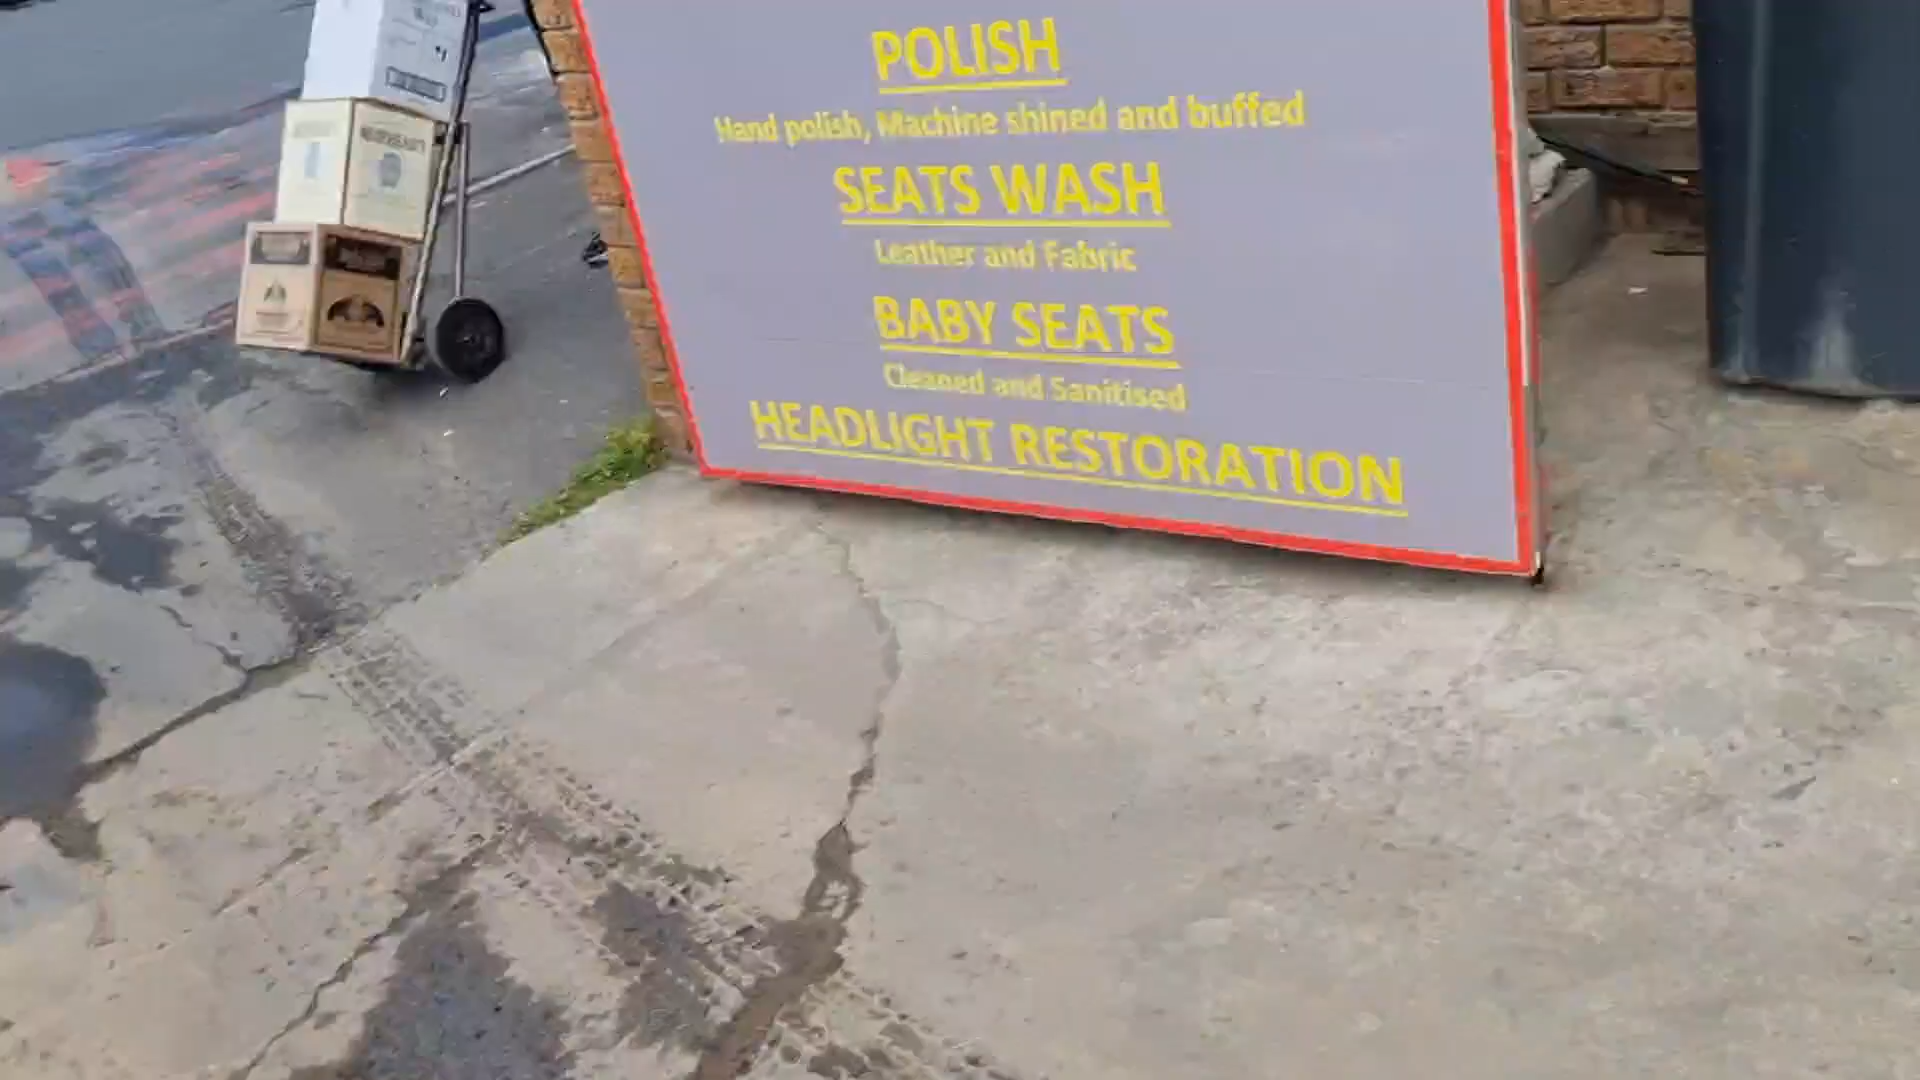 POLISH
Hand polish, Machine shined and buffed
SEATS WASH
Leather and Fabric
BABY SEATS
Cleaned and Sanitised
HEADLIGHT RESTORATION